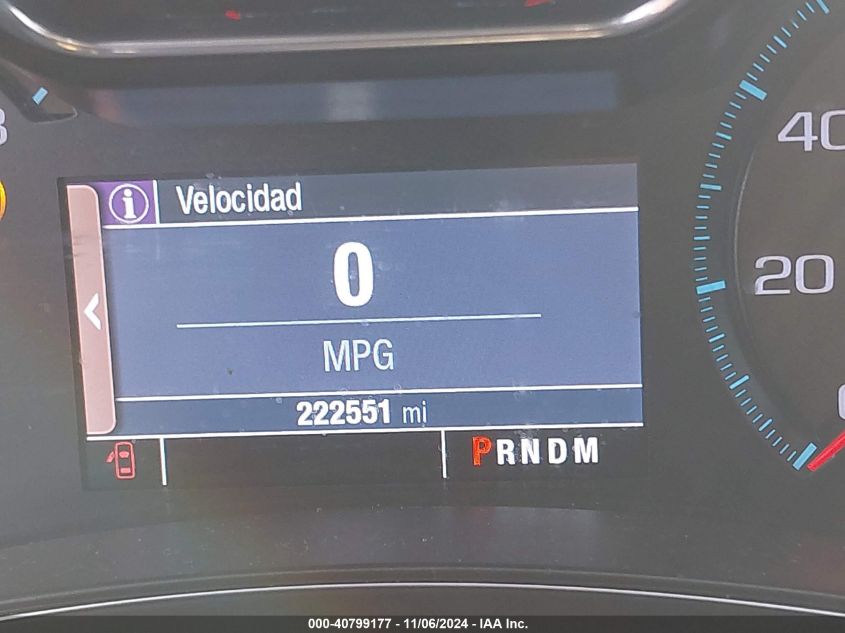 Velocidad
0
MPG
222551 mi
PRNDM
40
20
000-40799177 - 11/06/2024 - IAA Inc.